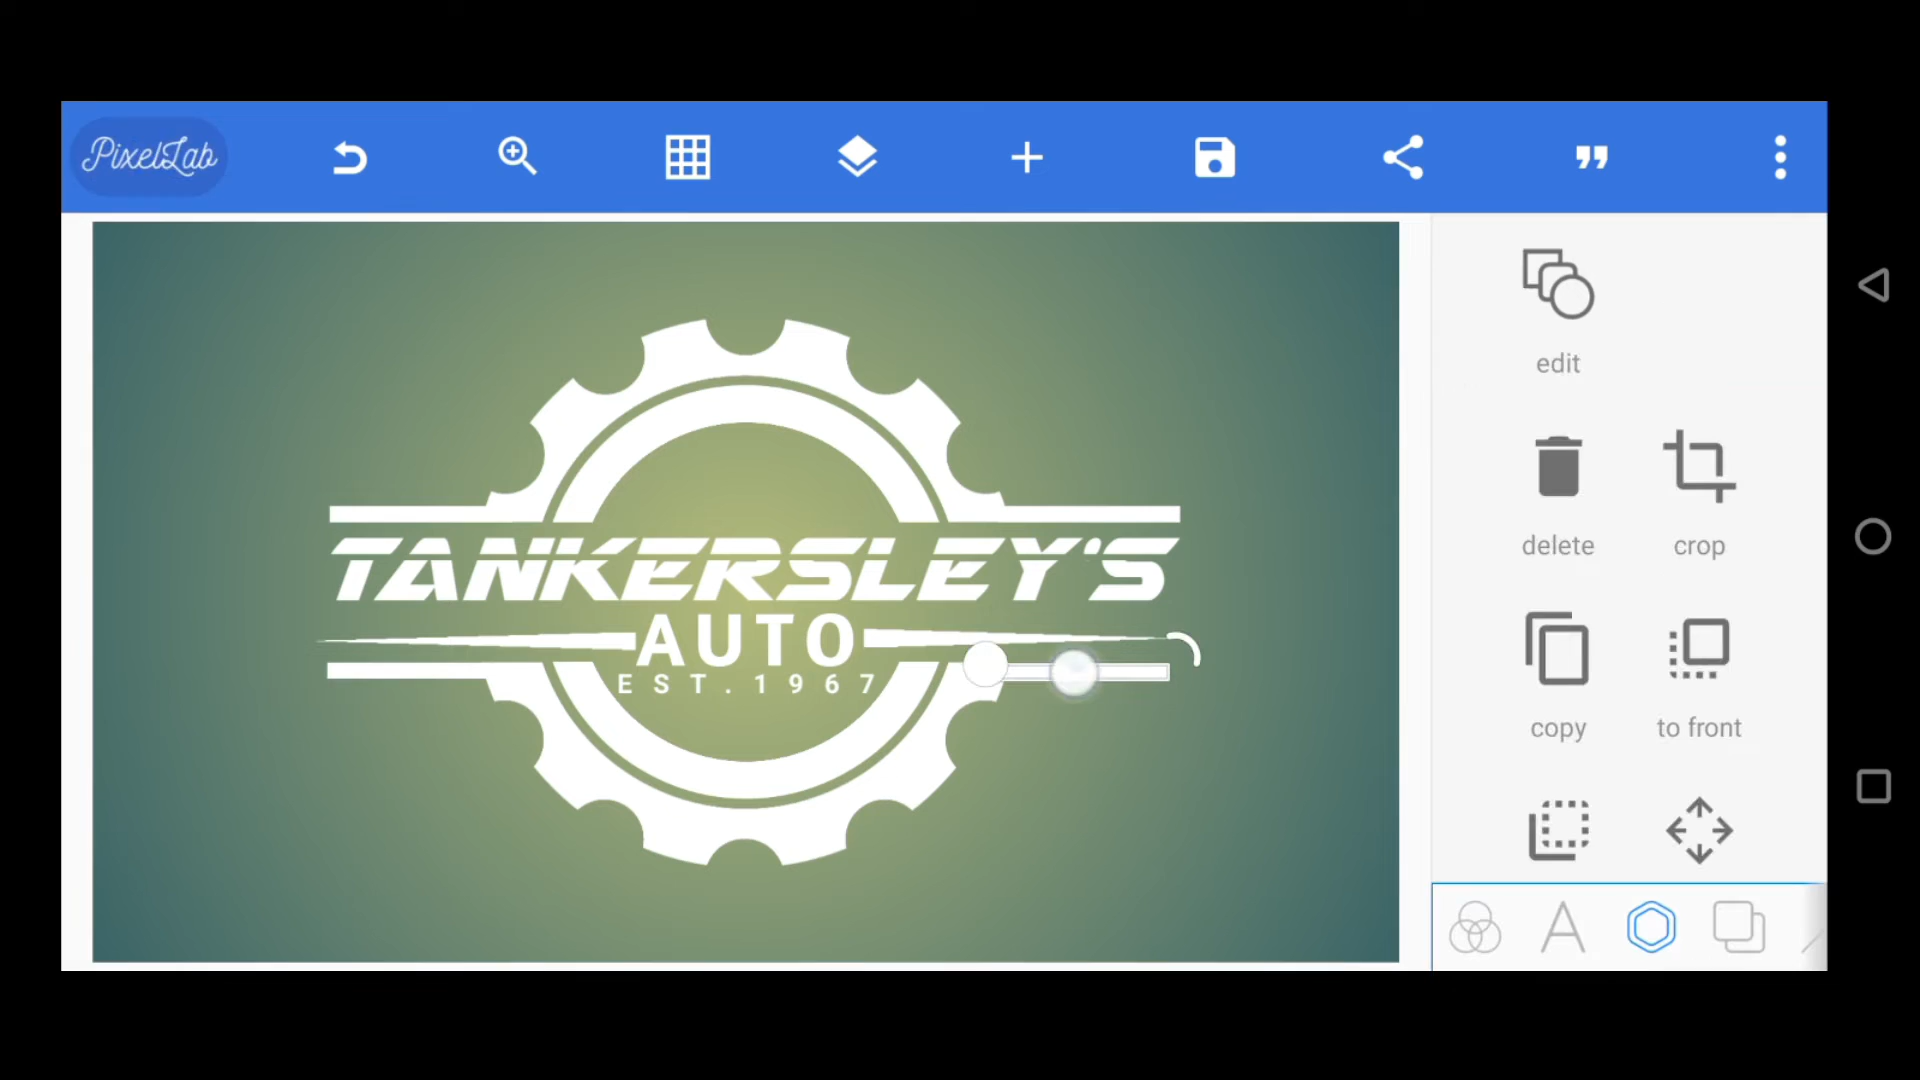 PixelLab
edit
TANKERSLEY'S
AUTO
EST.1967
delete
crop
copy
to front